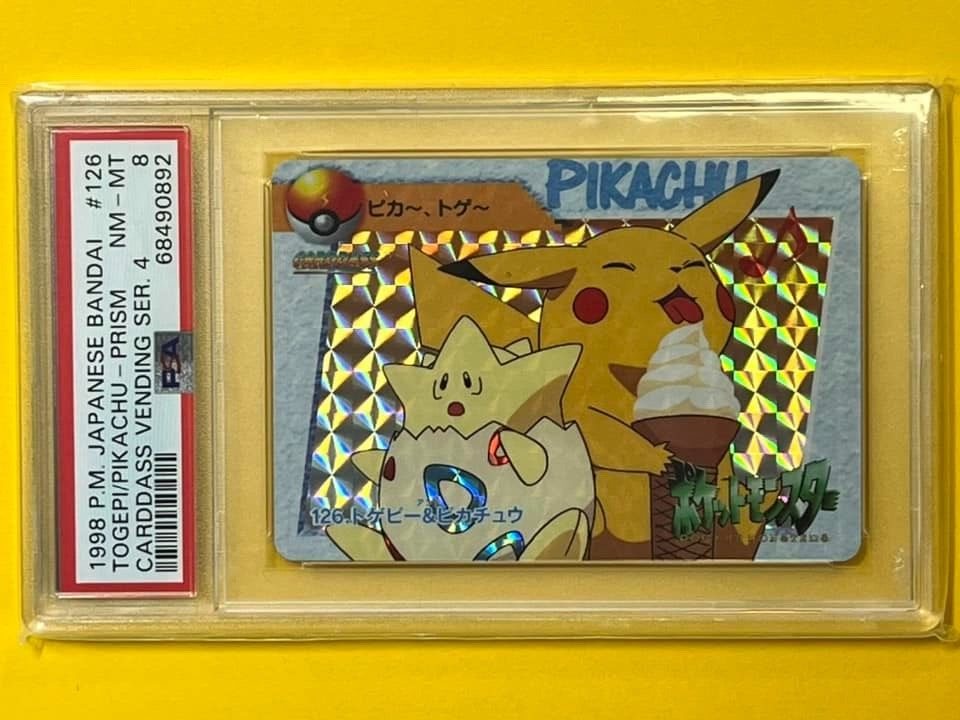 1998 P.M. JAPANESE BANDAI #126
TOGEPI/PIKACHU-PRISM NM-MT
CARDDASS VENDING SER. 4 8
68490892
PSA
PIKACHU
ピカ~、トゲ~
126.トゲピー&ピカチュウ
ポケットモンスター